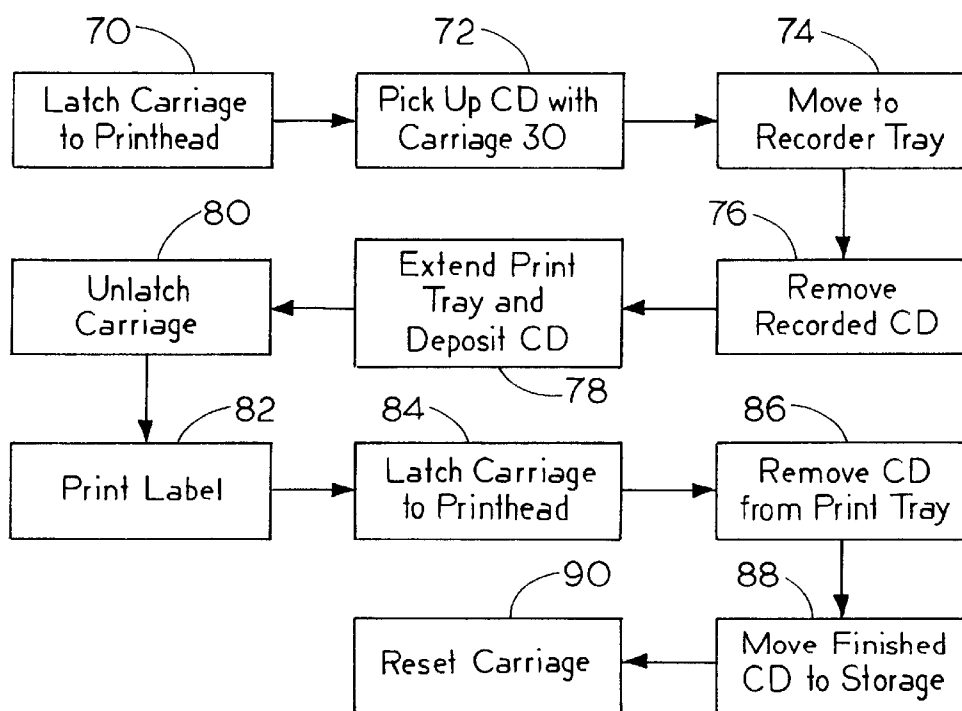 70
Latch Carriage
to Printhead
72
Pick Up CD with
Carriage 30
74
Move to
Recorder Tray
76
Remove
Recorded CD
Extend Print
Tray and
Deposit CD
78
80
Unlatch
Carriage
82
Print Label
84
Latch Carriage
to Printhead
86
Remove CD
from Print Tray
88
Move Finished
CD to Storage
90
Reset Carriage